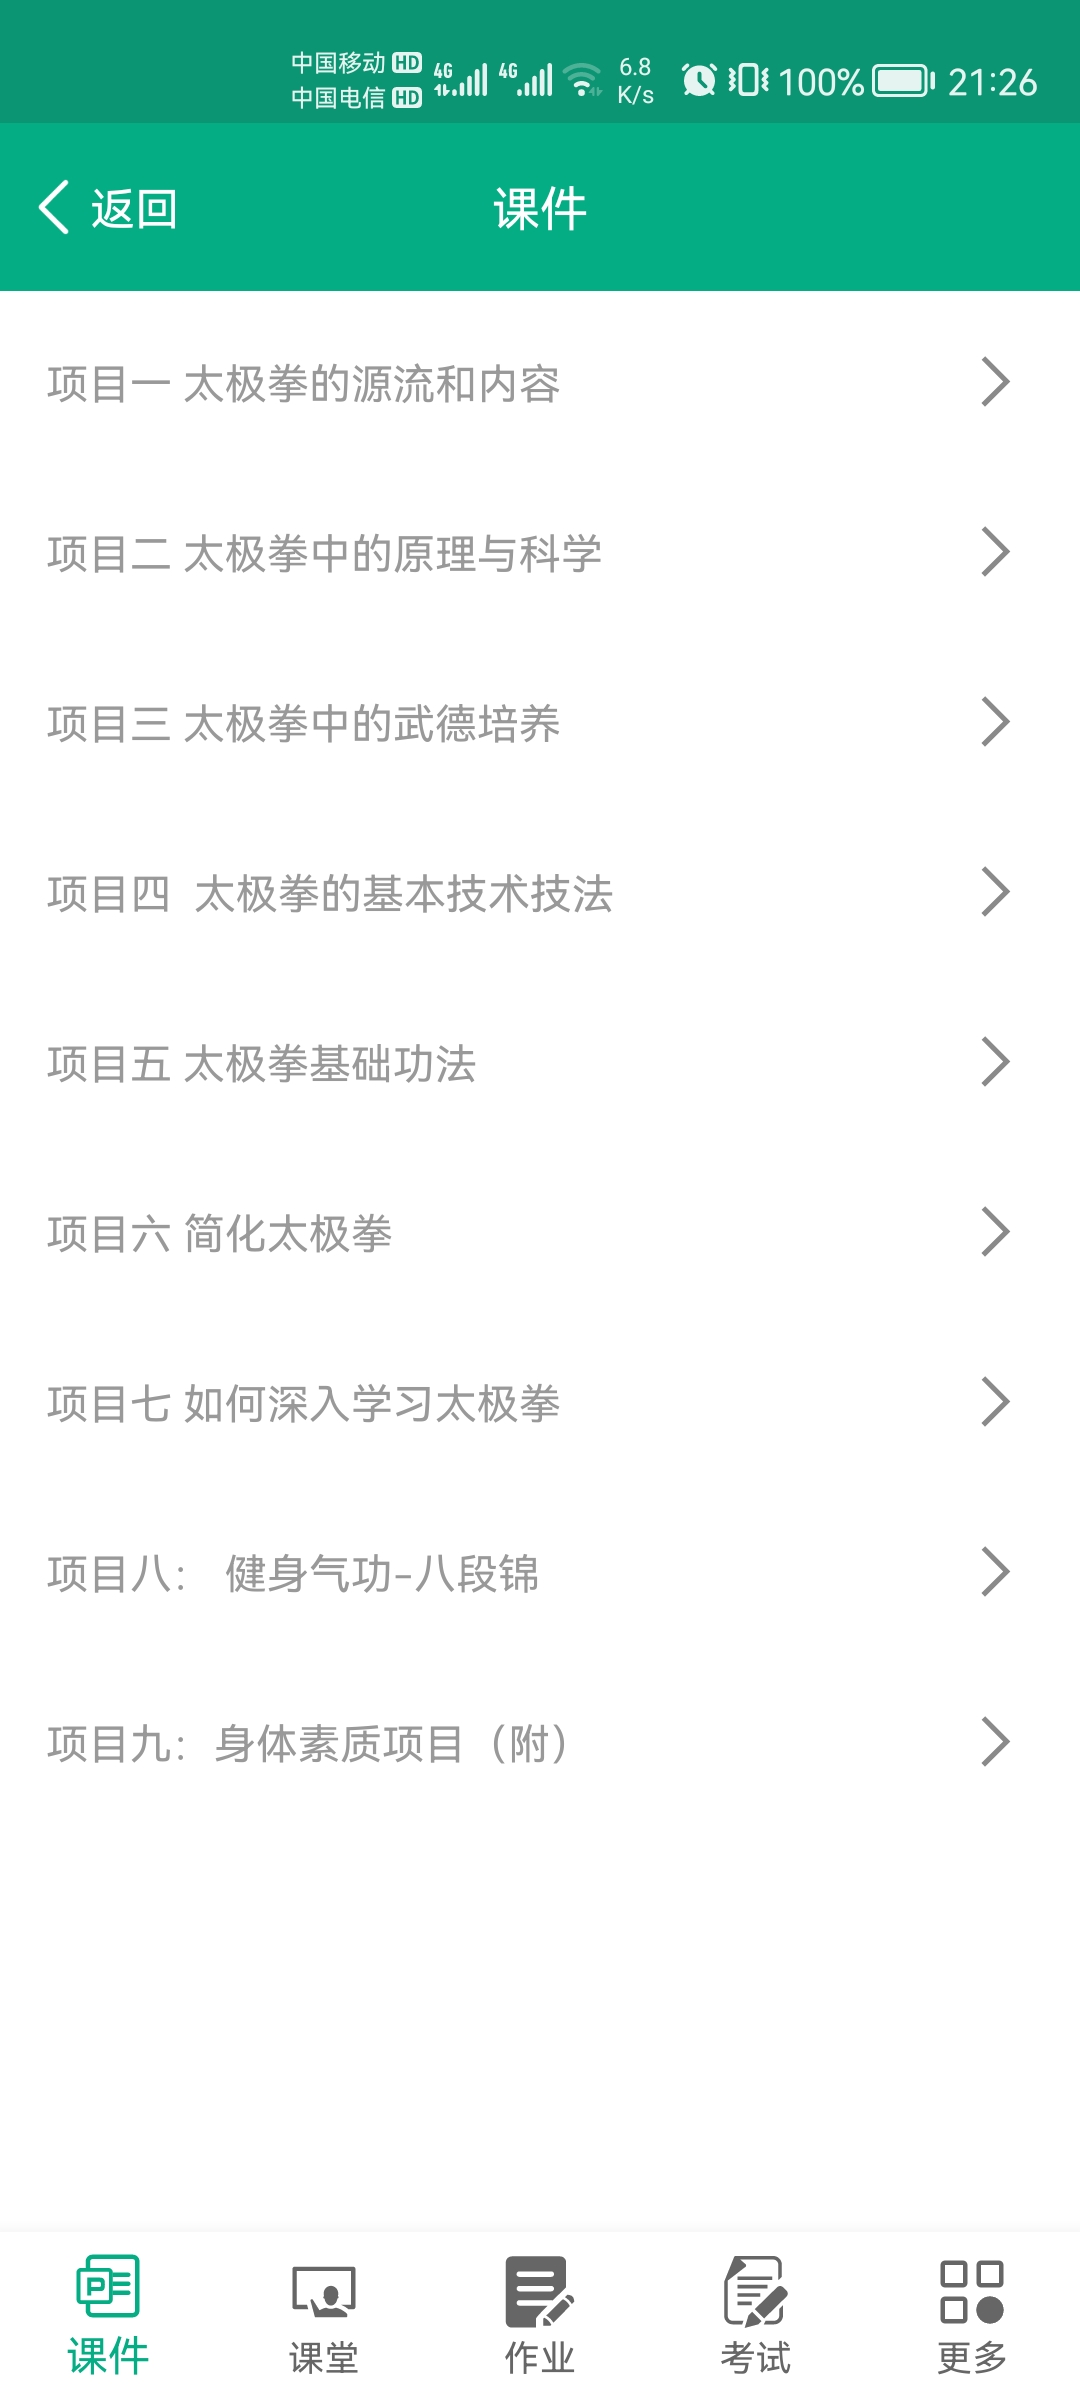 中国移动 HD
中国电信 HD
4G
4G
6.8
K/s
100%
21:26
返回
课件
项目一 太极拳的源流和内容
项目二 太极拳中的原理与科学
项目三 太极拳中的武德培养
项目四  太极拳的基本技术技法
项目五 太极拳基础功法
项目六 简化太极拳
项目七 如何深入学习太极拳
项目八： 健身气功-八段锦
项目九：身体素质项目（附）
课件
课堂
作业
考试
更多